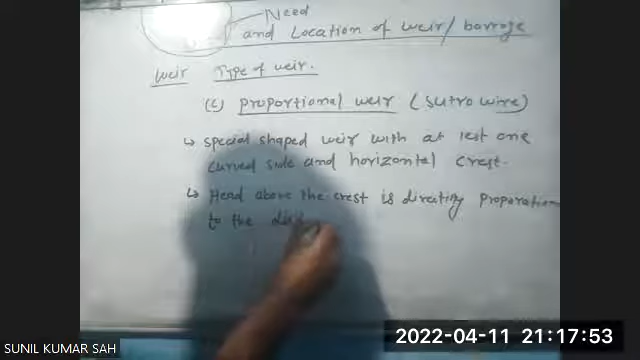 Need
and Location of weir/barroge
Weir Type of weir.
(c) Proportional weir (sutro wire)
↳ special shaped weir with at lest one
curved side and horizontal crest.
↳ Head above the crest is directiny proporation
to the
SUNIL KUMAR SAH
2022-04-11 21:17:53